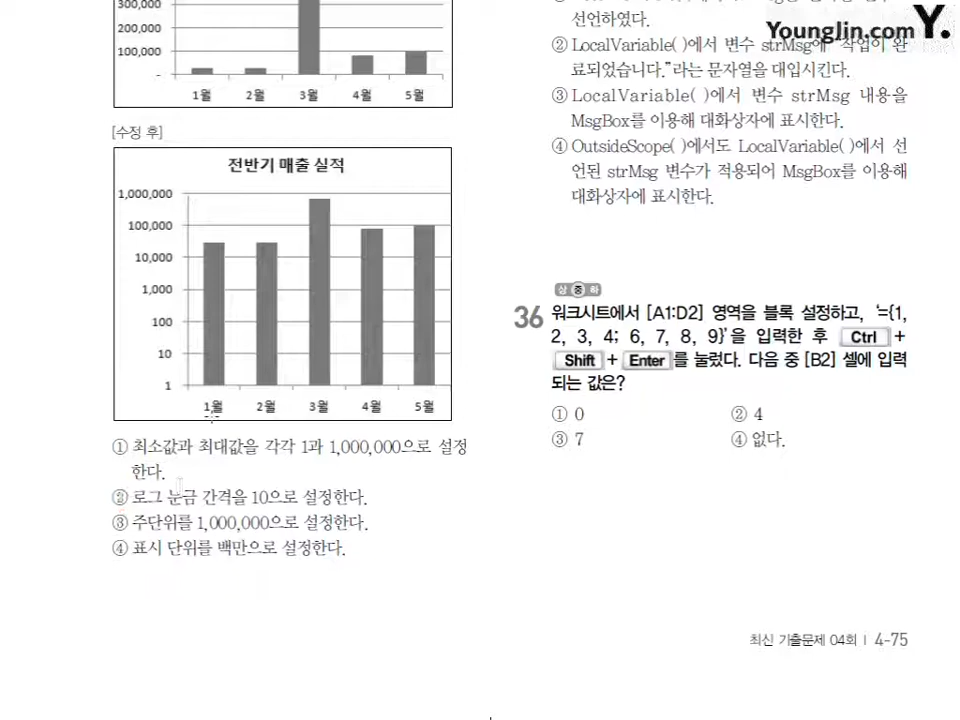 300,000
200,000
100,000
-
1월 2월 3월 4월 5월
[수정 후]
전반기 매출 실적
1,000,000
100,000
10,000
1,000
100
10
1
1월 2월 3월 4월 5월
① 최소값과 최대값을 각각 1과 1,000,000으로 설정
한다.
② 로그 눈금 간격을 10으로 설정한다.
③ 주단위를 1,000,000으로 설정한다.
④ 표시 단위를 백만으로 설정한다.
YoungJin.com Y.
선언하였다.
② LocalVariable( )에서 변수 strMsg에 "작업이 완
료되었습니다."라는 문자열을 대입시킨다.
③ LocalVariable( )에서 변수 strMsg 내용을
MsgBox를 이용해 대화상자에 표시한다.
④ OutsideScope( )에서도 LocalVariable( )에서 선
언된 strMsg 변수가 적용되어 MsgBox를 이용해
대화상자에 표시한다.
상 중 하
36 워크시트에서 [A1:D2] 영역을 블록 설정하고, '={1,
2, 3, 4; 6, 7, 8, 9}'을 입력한 후 Ctrl +
Shift + Enter 를 눌렀다. 다음 중 [B2] 셀에 입력
되는 값은?
① 0 ② 4
③ 7 ④ 없다.
최신 기출문제 04회 | 4-75